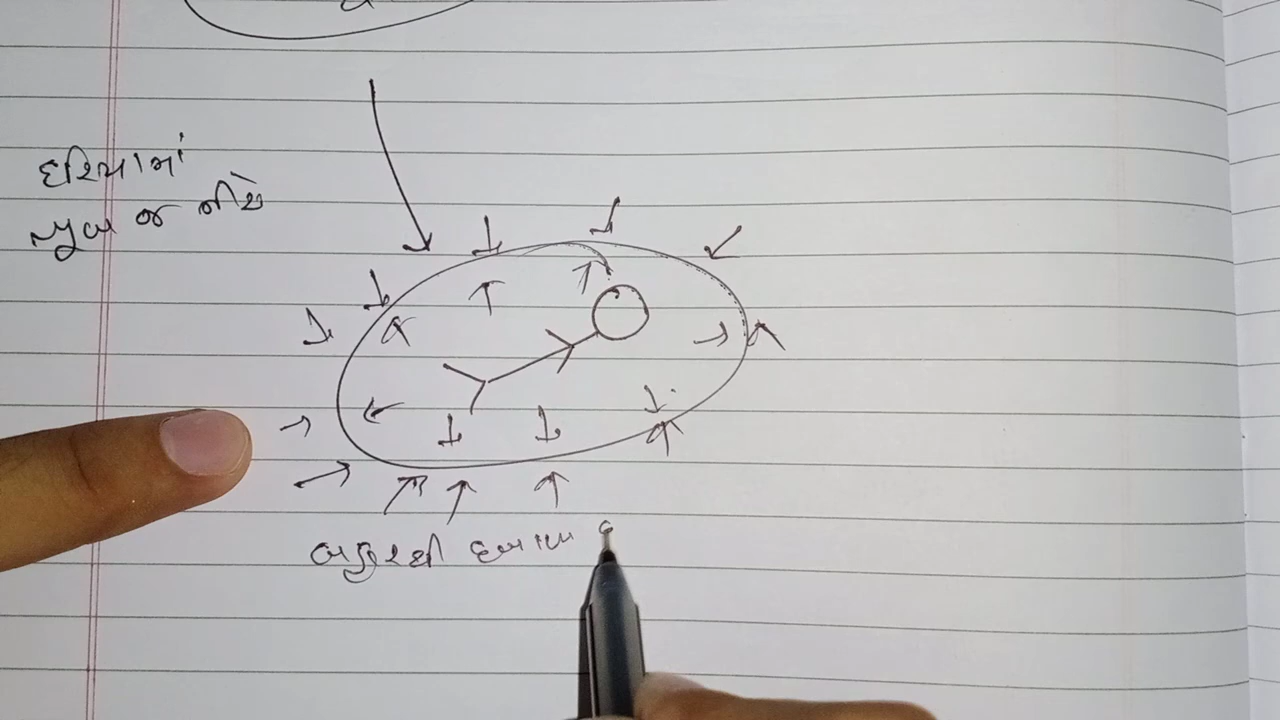 દરિયામાં
ખુબ જ નીચે
બહારથી દબાણ